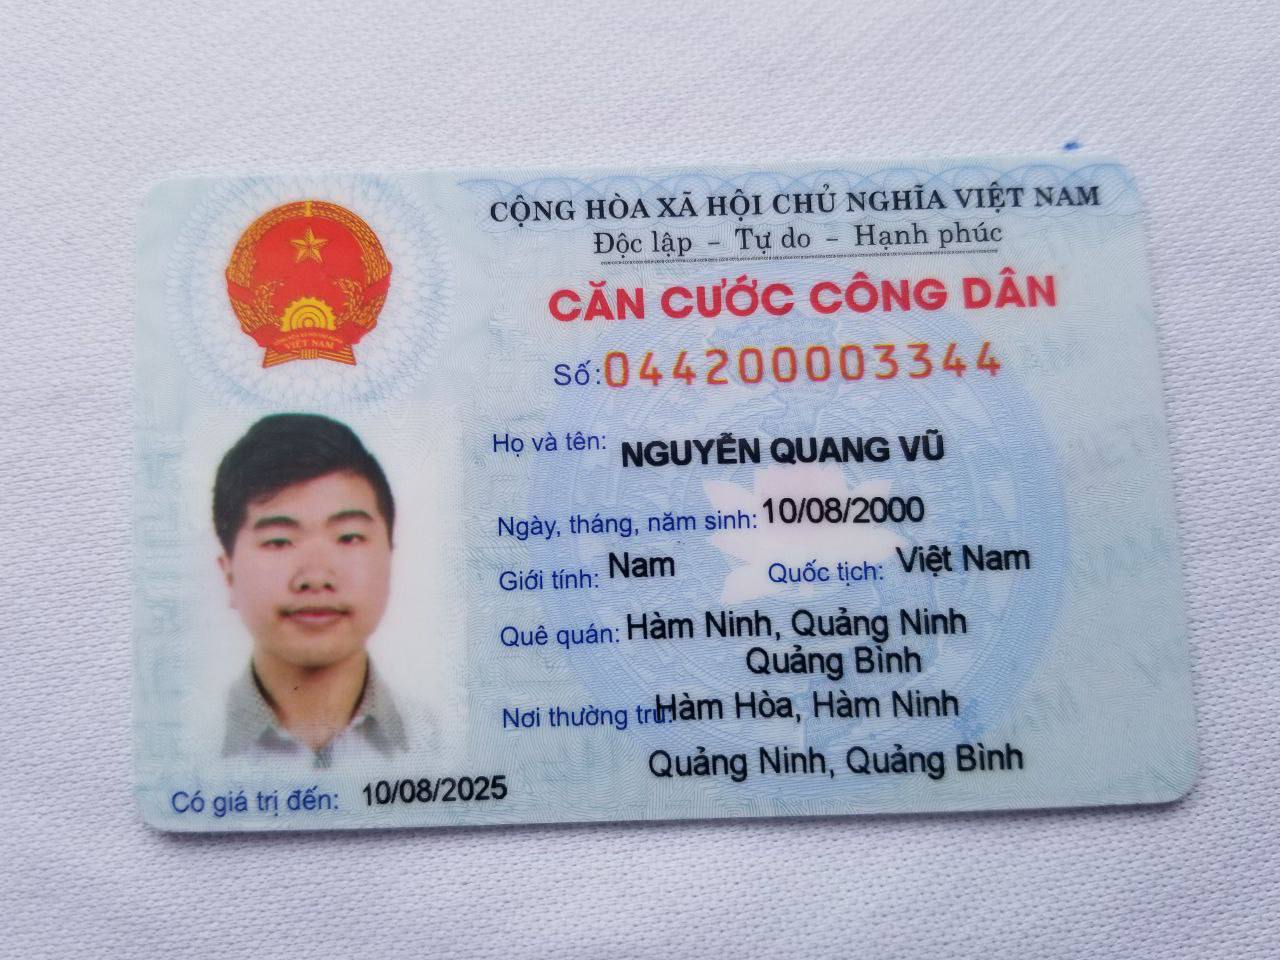 CỘNG HÒA XÃ HỘI CHỦ NGHĨA VIỆT NAM
Độc lập – Tự do – Hạnh phúc
CĂN CƯỚC CÔNG DÂN
Số: 044200003344
Họ và tên: NGUYỄN QUANG VŨ
Ngày, tháng, năm sinh: 10/08/2000
Giới tính: Nam Quốc tịch: Việt Nam
Quê quán: Hàm Ninh, Quảng Ninh
Quảng Bình
Nơi thường trú: Hàm Hòa, Hàm Ninh
Quảng Ninh, Quảng Bình
Có giá trị đến: 10/08/2025
VIỆT NAM